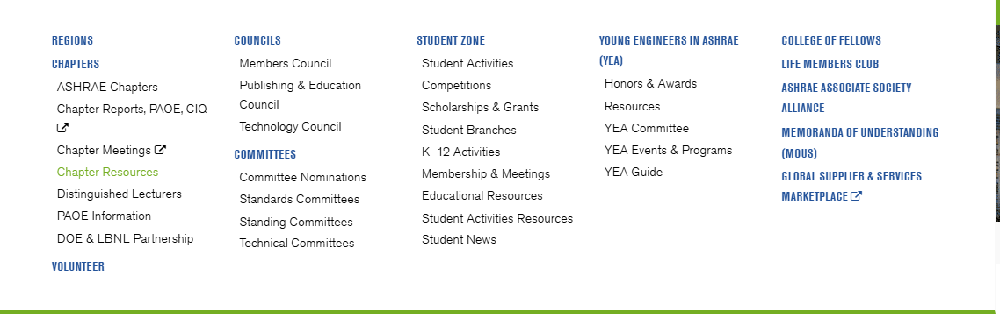 REGIONS
CHAPTERS
ASHRAE Chapters
Chapter Reports, PAOE, CIQ
Chapter Meetings
Chapter Resources
Distinguished Lecturers
PAOE Information
DOE & LBNL Partnership
VOLUNTEER
COUNCILS
Members Council
Publishing & Education
Council
Technology Council
COMMITTEES
Committee Nominations
Standards Committees
Standing Committees
Technical Committees
STUDENT ZONE
Student Activities
Competitions
Scholarships & Grants
Student Branches
K–12 Activities
Membership & Meetings
Educational Resources
Student Activities Resources
Student News
YOUNG ENGINEERS IN ASHRAE
(YEA)
Honors & Awards
Resources
YEA Committee
YEA Events & Programs
YEA Guide
COLLEGE OF FELLOWS
LIFE MEMBERS CLUB
ASHRAE ASSOCIATE SOCIETY
ALLIANCE
MEMORANDA OF UNDERSTANDING
(MOUS)
GLOBAL SUPPLIER & SERVICES
MARKETPLACE